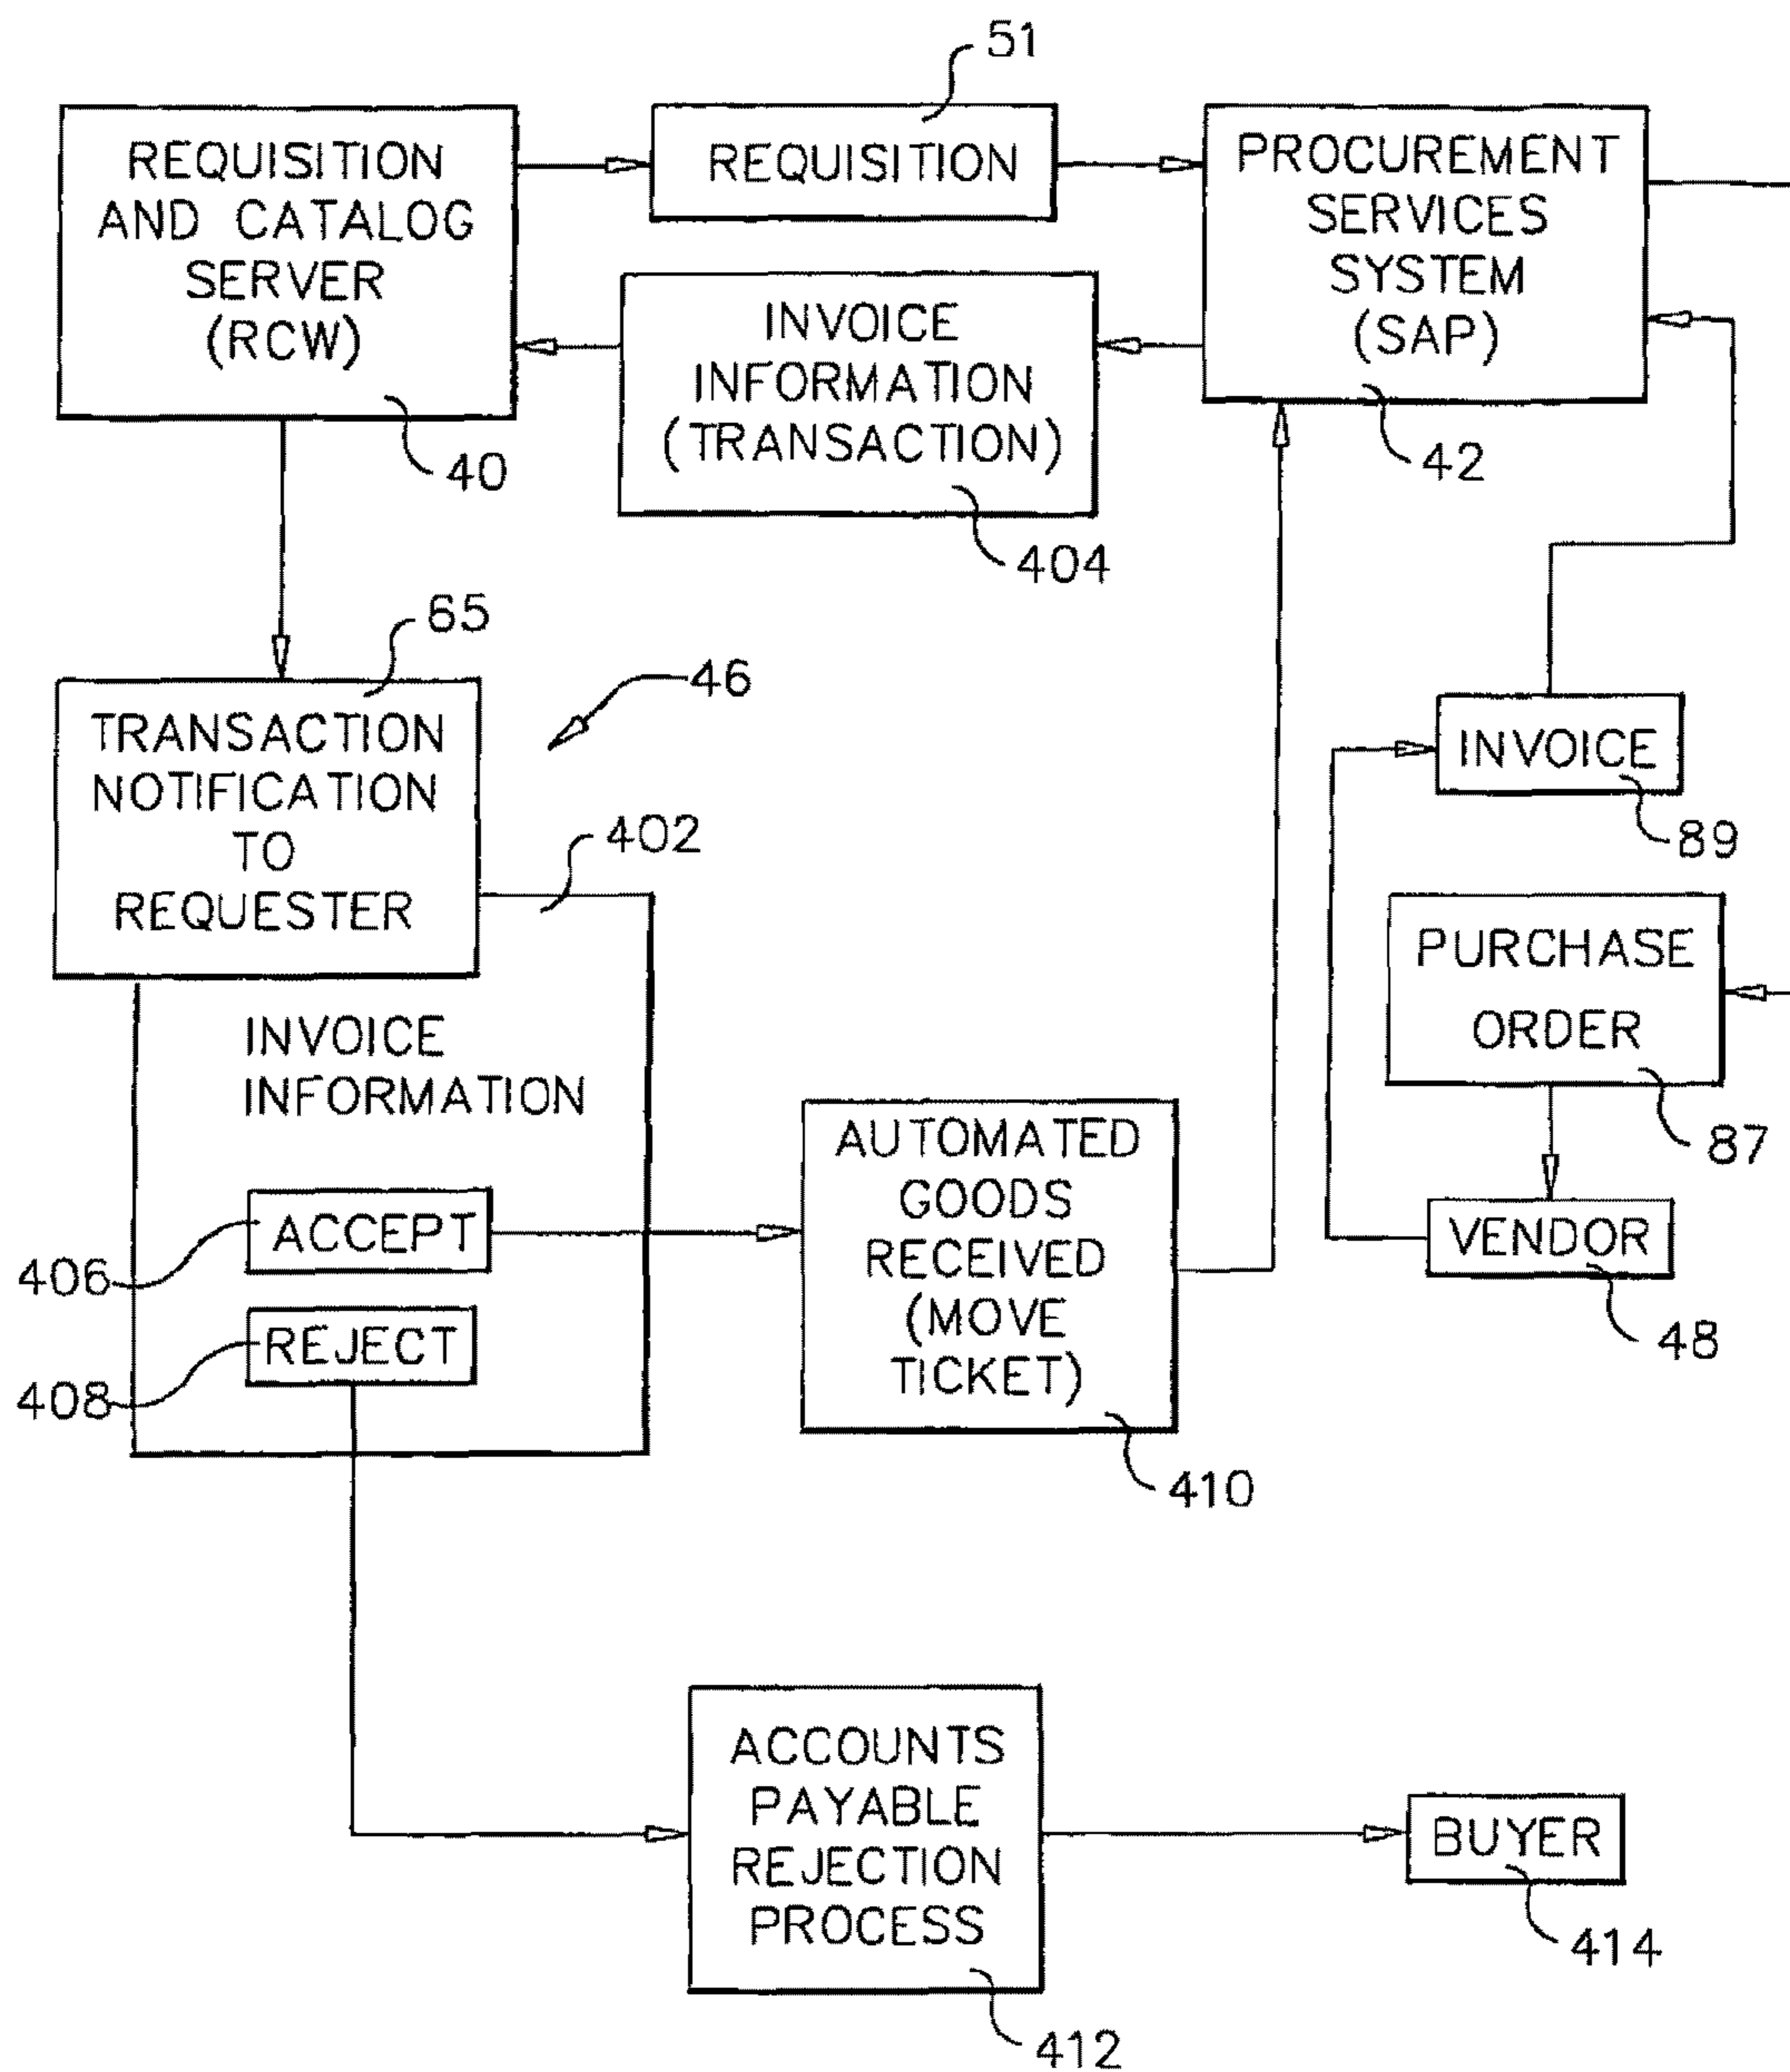 51
REQUISITION
AND CATALOG
SERVER
(RCW)
40
REQUISITION
PROCUREMENT
SERVICES
SYSTEM
(SAP)
42
INVOICE
INFORMATION
(TRANSACTION)
404
65
TRANSACTION
NOTIFICATION
TO
REQUESTER
46
402
INVOICE
89
PURCHASE
ORDER
87
VENDOR
48
INVOICE
INFORMATION
ACCEPT
406
REJECT
408
AUTOMATED
GOODS
RECEIVED
(MOVE
TICKET)
410
ACCOUNTS
PAYABLE
REJECTION
PROCESS
412
BUYER
414